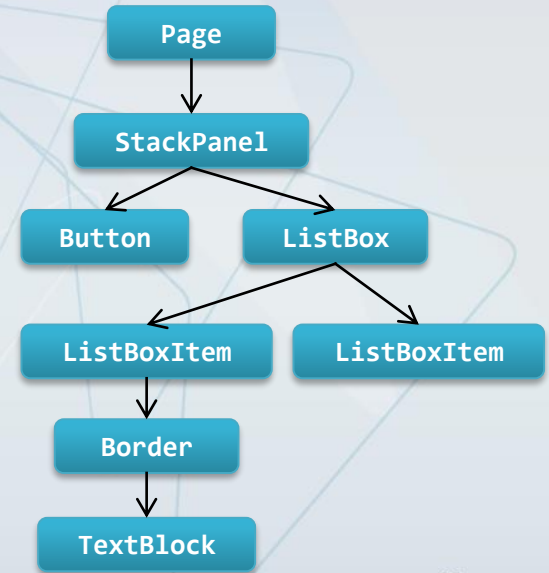 Page
StackPanel
Button
ListBox
ListBoxItem
ListBoxItem
Border
TextBlock